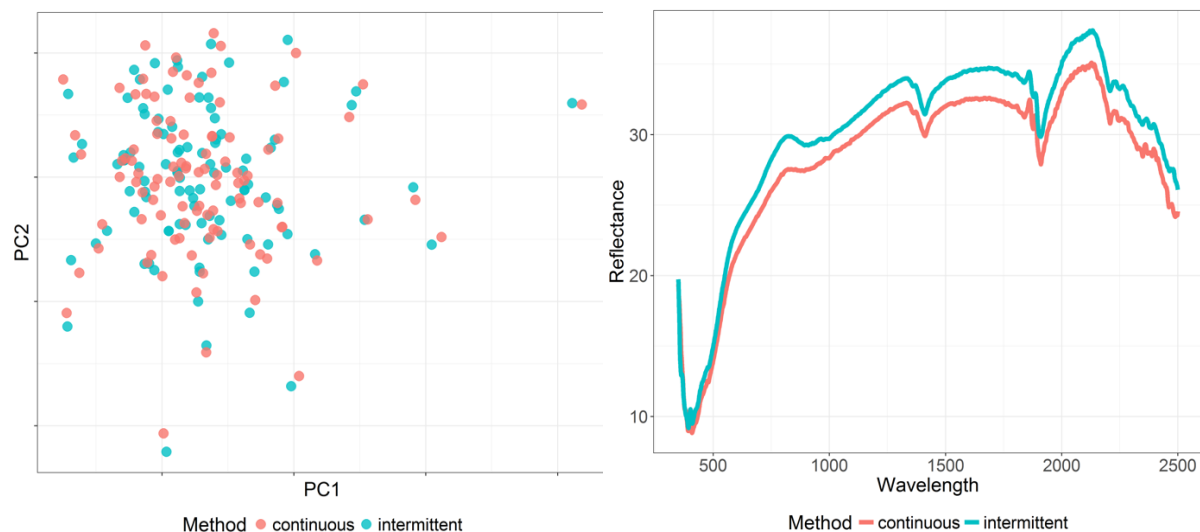 PC2
PC1
Method continuous intermittent
Reflectance
30
20
10
500 1000 1500 2000 2500
Wavelength
Method continuous intermittent